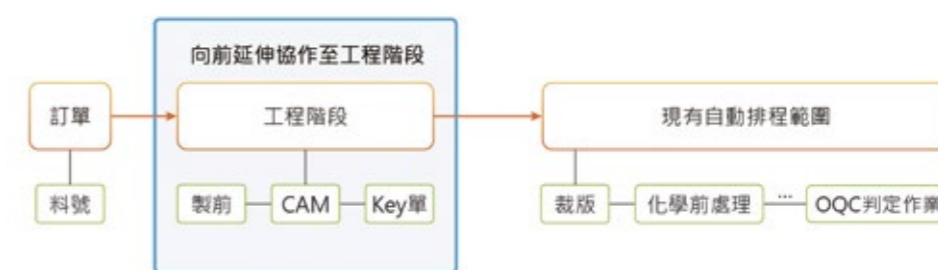 向前延伸協作至工程階段
訂單
工程階段
現有自動排程範圍
料號
製前
CAM
Key單
裁版
化學前處理
...
OQC判定作業